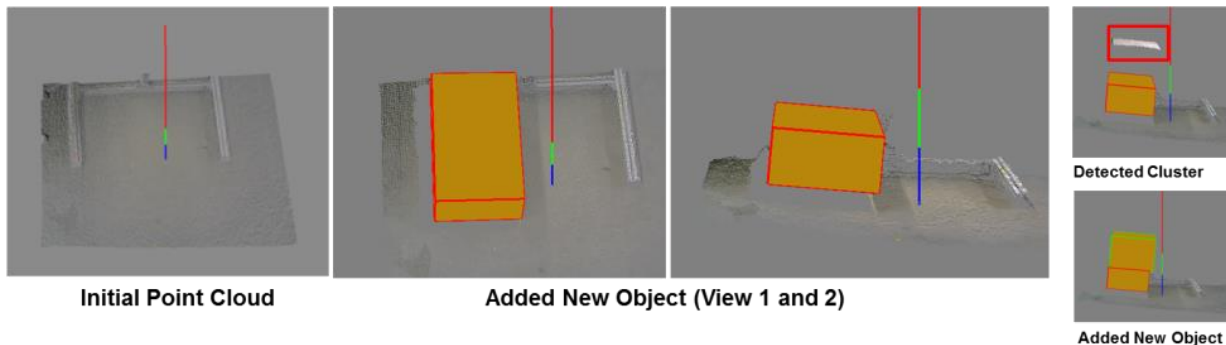 Initial Point Cloud
Added New Object (View 1 and 2)
Detected Cluster
Added New Object